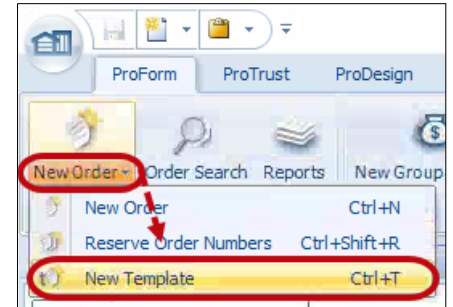 ProForm ProTrust ProDesign
New Order Order Search Reports New Group
New Order Ctrl+N
Reserve Order Numbers Ctrl+Shift+R
New Template Ctrl+T